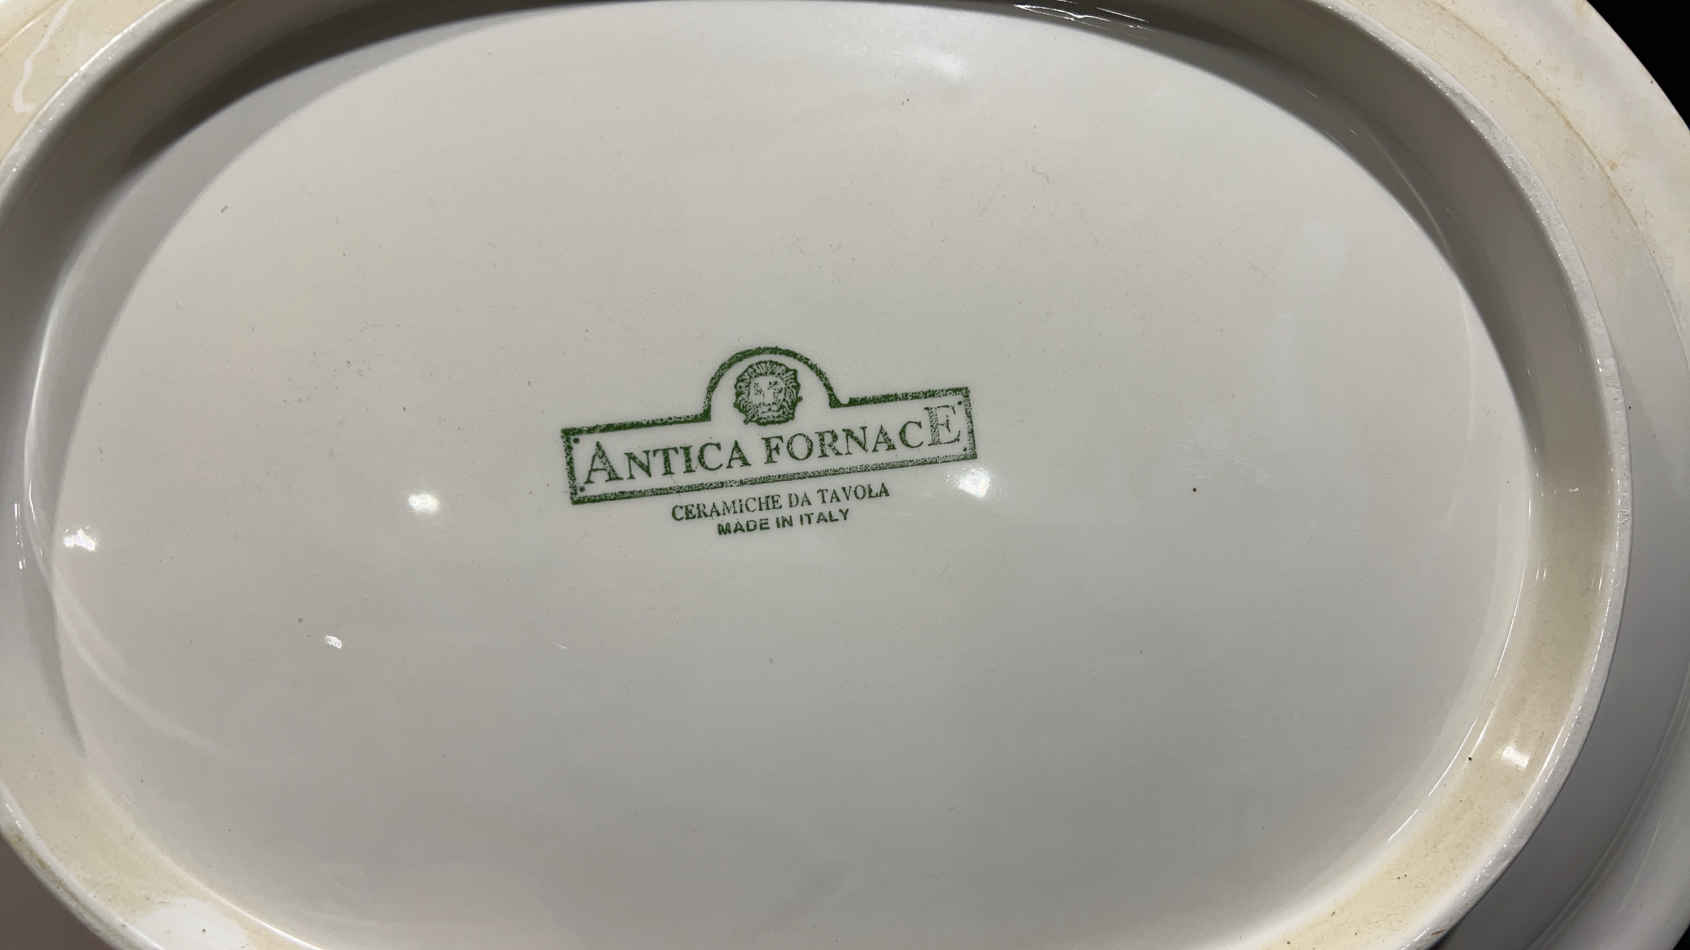 ANTICA FORNACE
CERAMICHE DA TAVOLA
MADE IN ITALY